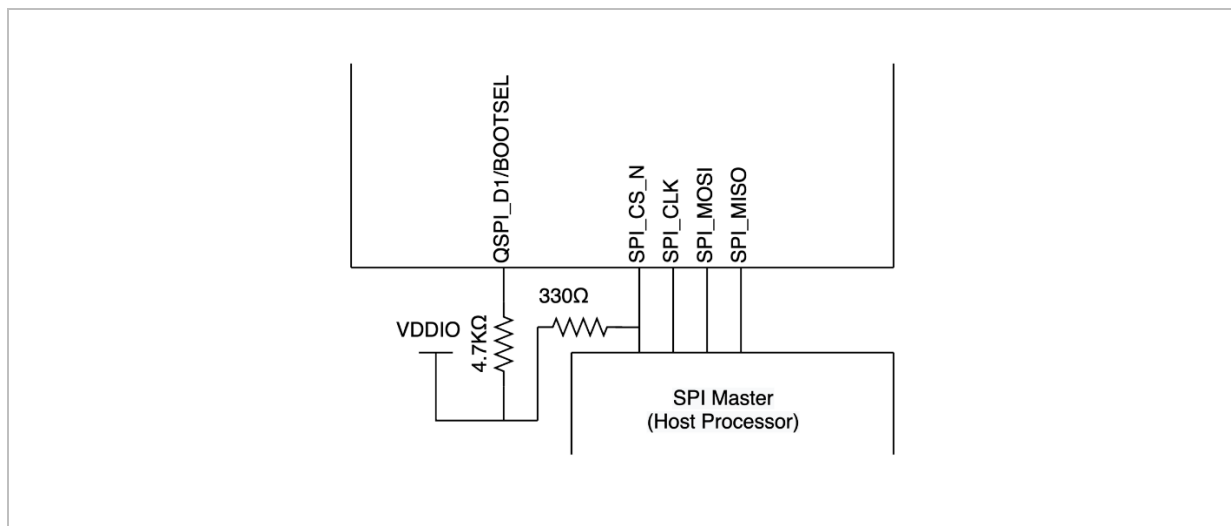 QSPI_D1/BOOTSEL
SPI_CS_N
SPI_CLK
SPI_MOSI
SPI_MISO
330Ω
VDDIO
4.7KΩ
SPI Master
(Host Processor)